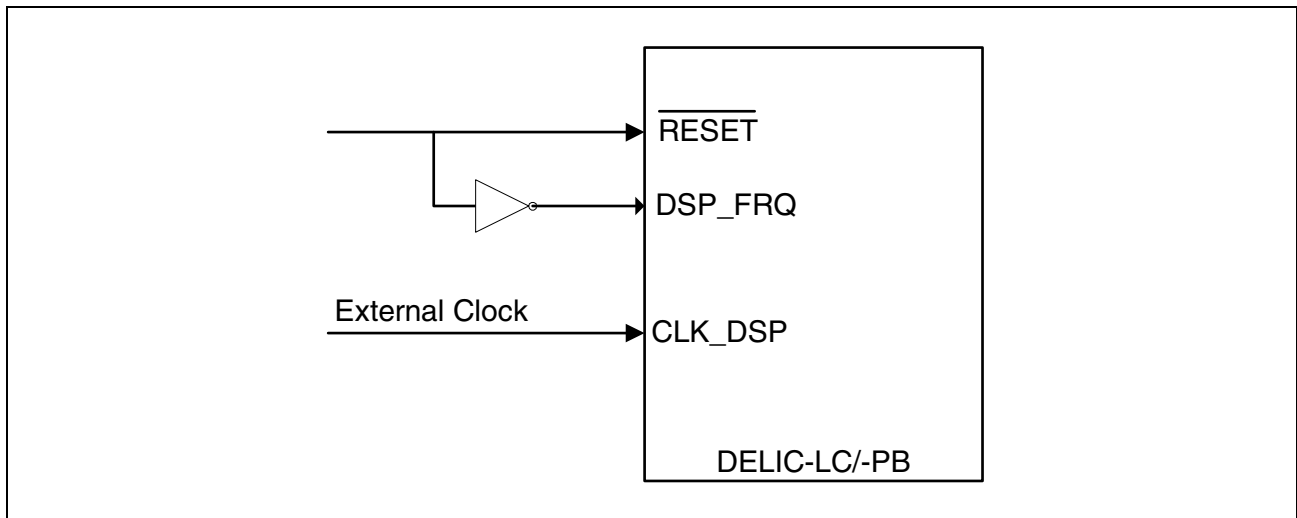 RESET
DSP_FRQ
External Clock
CLK_DSP
DELIC-LC/-PB